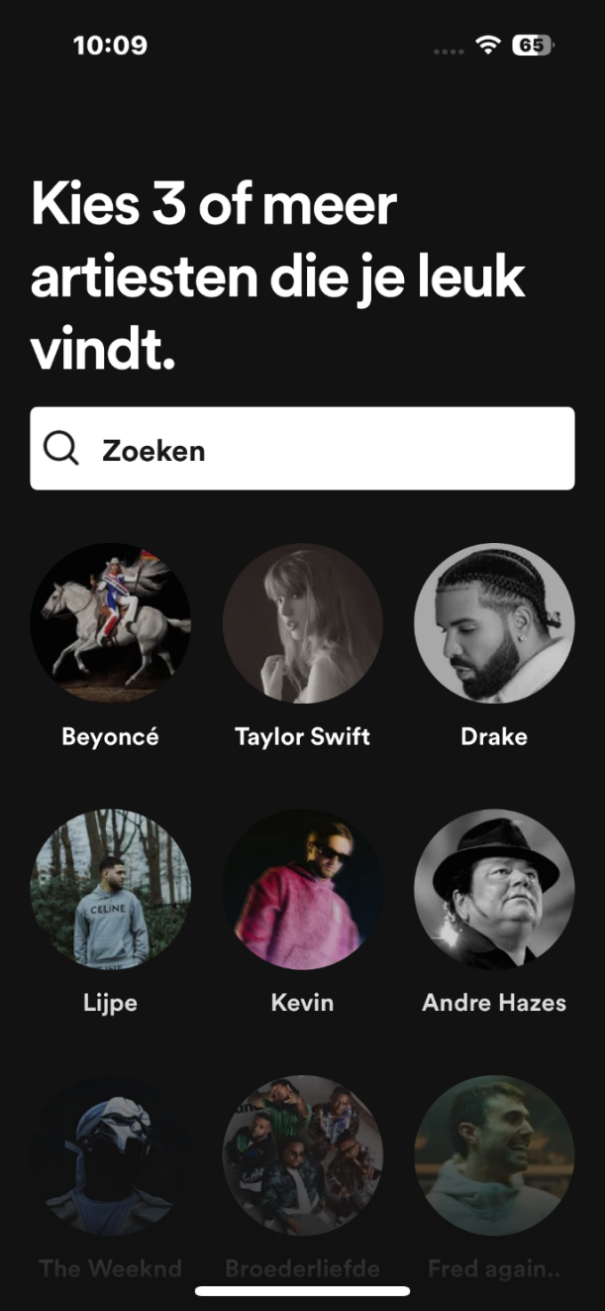 10:09
65
Kies 3 of meer
artiesten die je leuk
vindt.
Zoeken
Beyoncé
Taylor Swift
Drake
CELINE
Lijpe
Kevin
Andre Hazes
The Weeknd
Broederliefde
Fred again..